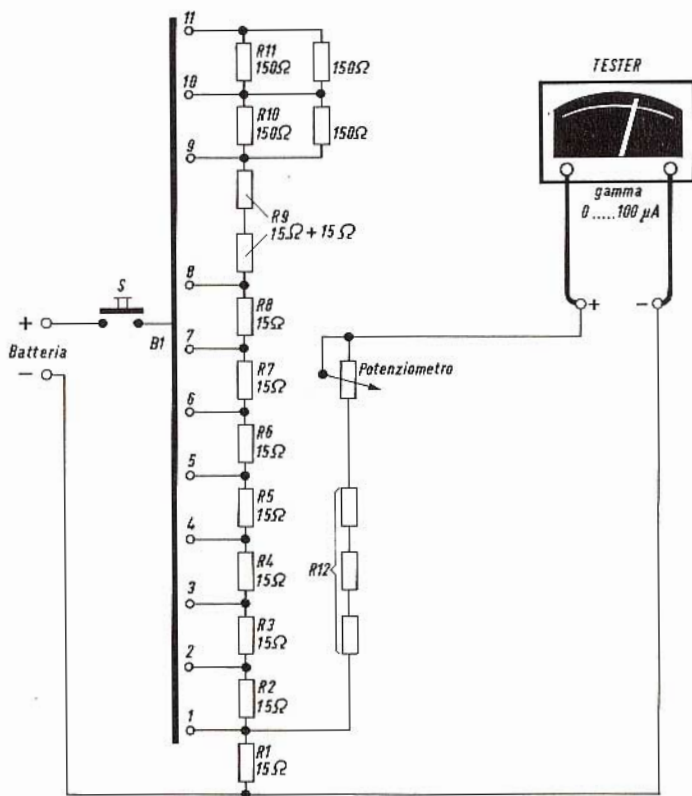 11
R11
150Ω
150Ω
10
R10
150Ω
150Ω
9
R9
15Ω+15Ω
8
R8
15Ω
7
R7
15Ω
6
R6
15Ω
5
R5
15Ω
4
R4
15Ω
3
R3
15Ω
2
R2
15Ω
1
R1
15Ω
S
+
Batteria
−
B1
Potenziometro
R12
TESTER
gamma
0.....100 µA
+
−